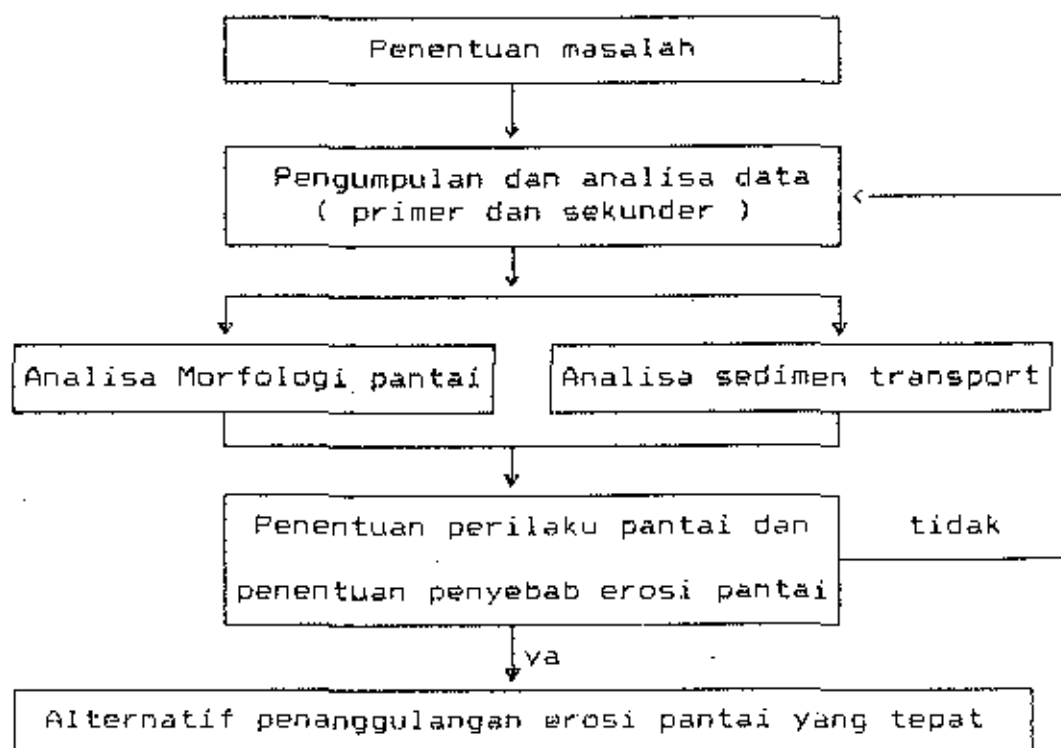 Penentuan masalah
Pengumpulan dan analisa data
( primer dan sekunder )
Analisa Morfologi pantai
Analisa sedimen transport
Penentuan perilaku pantai dan
tidak
penentuan penyebab erosi pantai
ya
Alternatif penanggulangan erosi pantai yang tepat